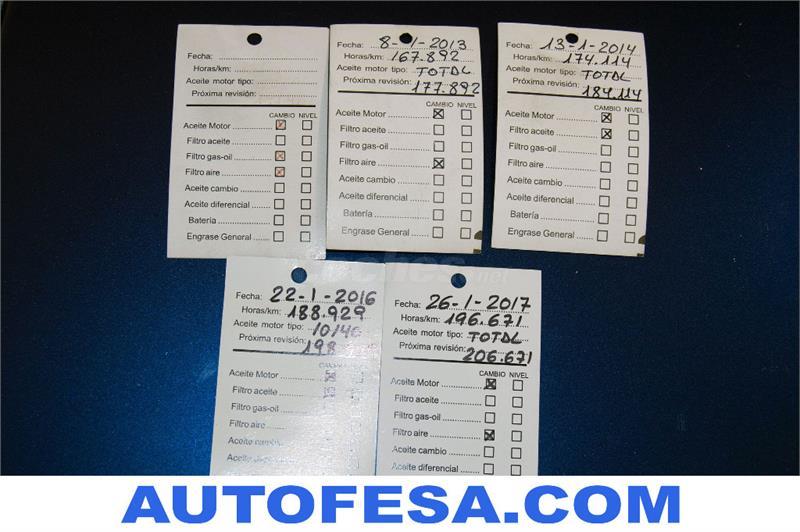 Fecha:
Horas/km:
Aceite motor tipo:
Próxima revisión:
CAMBIO NIVEL
Aceite Motor
Filtro aceite
Filtro gas-oil
Filtro aire
Aceite cambio
Aceite diferencial
Batería
Engrase General
Fecha: 8-1-2013
Horas/km: 167.892
Aceite motor tipo: TOTAL
Próxima revisión: 177.892
CAMBIO NIVEL
Aceite Motor
Filtro aceite
Filtro gas-oil
Filtro aire
Aceite cambio
Aceite diferencial
Batería
Engrase General
Fecha: 13-1-2014
Horas/km: 174.114
Aceite motor tipo: TOTAL
Próxima revisión: 184.114
CAMBIO NIVEL
Aceite Motor
Filtro aceite
Filtro gas-oil
Filtro aire
Aceite cambio
Aceite diferencial
Batería
Engrase General
Fecha: 22-1-2016
Horas/km: 188.929
Aceite motor tipo: 10/40
Próxima revisión: 198
NIVEL
Aceite Motor
Filtro aceite
Filtro gas-oil
Filtro aire
Aceite cambio
Aceite
Fecha: 26-1-2017
Horas/km: 196.671
Aceite motor tipo: TOTAL
Próxima revisión: 206.671
CAMBIO NIVEL
Aceite Motor
Filtro aceite
Filtro gas-oil
Filtro aire
Aceite cambio
Aceite diferencial
coches.net
AUTOFESA.COM